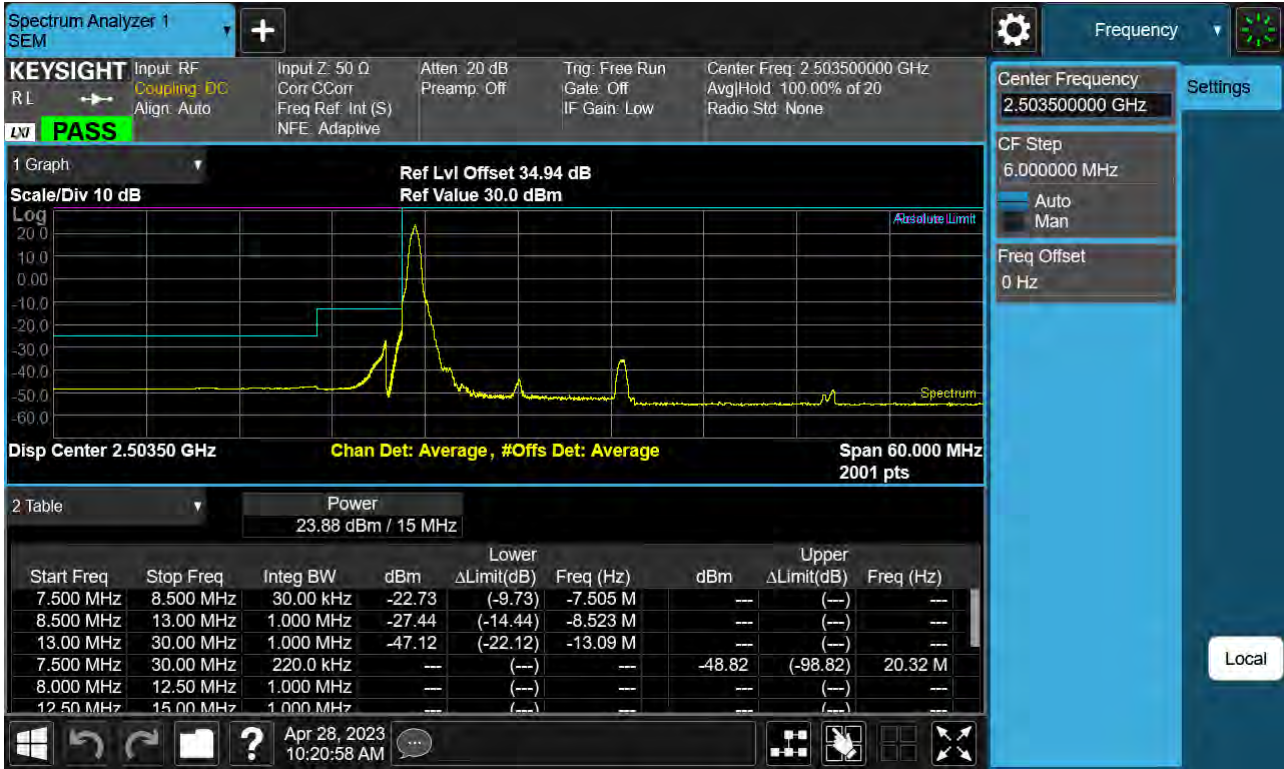 Spectrum Analyzer 1
SEM
Frequency
KEYSIGHT
R L
LXI
PASS
Input: RF
Coupling: DC
Align: Auto
Input Z: 50 Ω
Corr CCorr
Freq Ref: Int (S)
NFE: Adaptive
Atten: 20 dB
Preamp: Off
Trig: Free Run
Gate: Off
IF Gain: Low
Center Freq: 2.503500000 GHz
Avg|Hold: 100.00% of 20
Radio Std: None
Center Frequency
2.503500000 GHz
Settings
CF Step
6.000000 MHz
Auto
Man
Freq Offset
0 Hz
Local
1 Graph
Scale/Div 10 dB
Ref Lvl Offset 34.94 dB
Ref Value 30.0 dBm
Log
20.0
10.0
0.00
-10.0
-20.0
-30.0
-40.0
-50.0
-60.0
Absolute Limit
Spectrum
Disp Center 2.50350 GHz
Chan Det: Average, #Offs Det: Average
Span 60.000 MHz
2001 pts
2 Table
Power
23.88 dBm / 15 MHz
Lower Upper
Start Freq Stop Freq Integ BW dBm ΔLimit(dB) Freq (Hz) dBm ΔLimit(dB) Freq (Hz)
7.500 MHz 8.500 MHz 30.00 kHz -22.73 (-9.73) -7.505 M --- (---) ---
8.500 MHz 13.00 MHz 1.000 MHz -27.44 (-14.44) -8.523 M --- (---) ---
13.00 MHz 30.00 MHz 1.000 MHz -47.12 (-22.12) -13.09 M --- (---) ---
7.500 MHz 30.00 MHz 220.0 kHz --- (---) --- -48.82 (-98.82) 20.32 M
8.000 MHz 12.50 MHz 1.000 MHz --- (---) --- --- (---) ---
12.50 MHz 15.00 MHz 1.000 MHz --- (---) --- --- (---) ---
?
Apr 28, 2023
10:20:58 AM